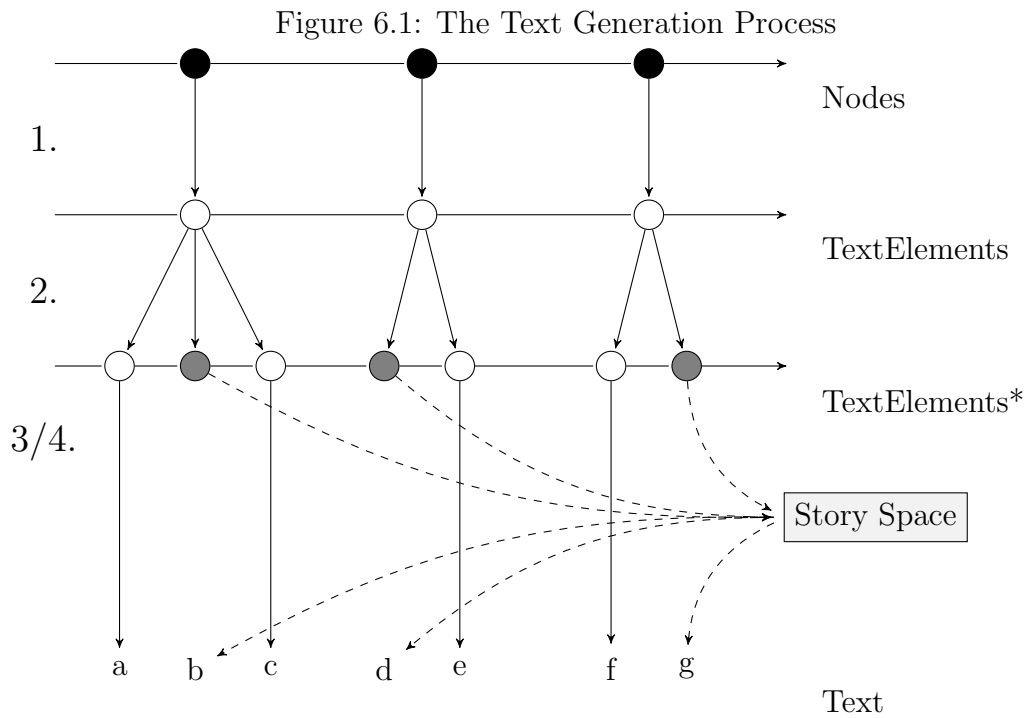 Figure 6.1: The Text Generation Process
Nodes
1.
TextElements
2.
TextElements*
3/4.
Story Space
a b c d e f g
Text